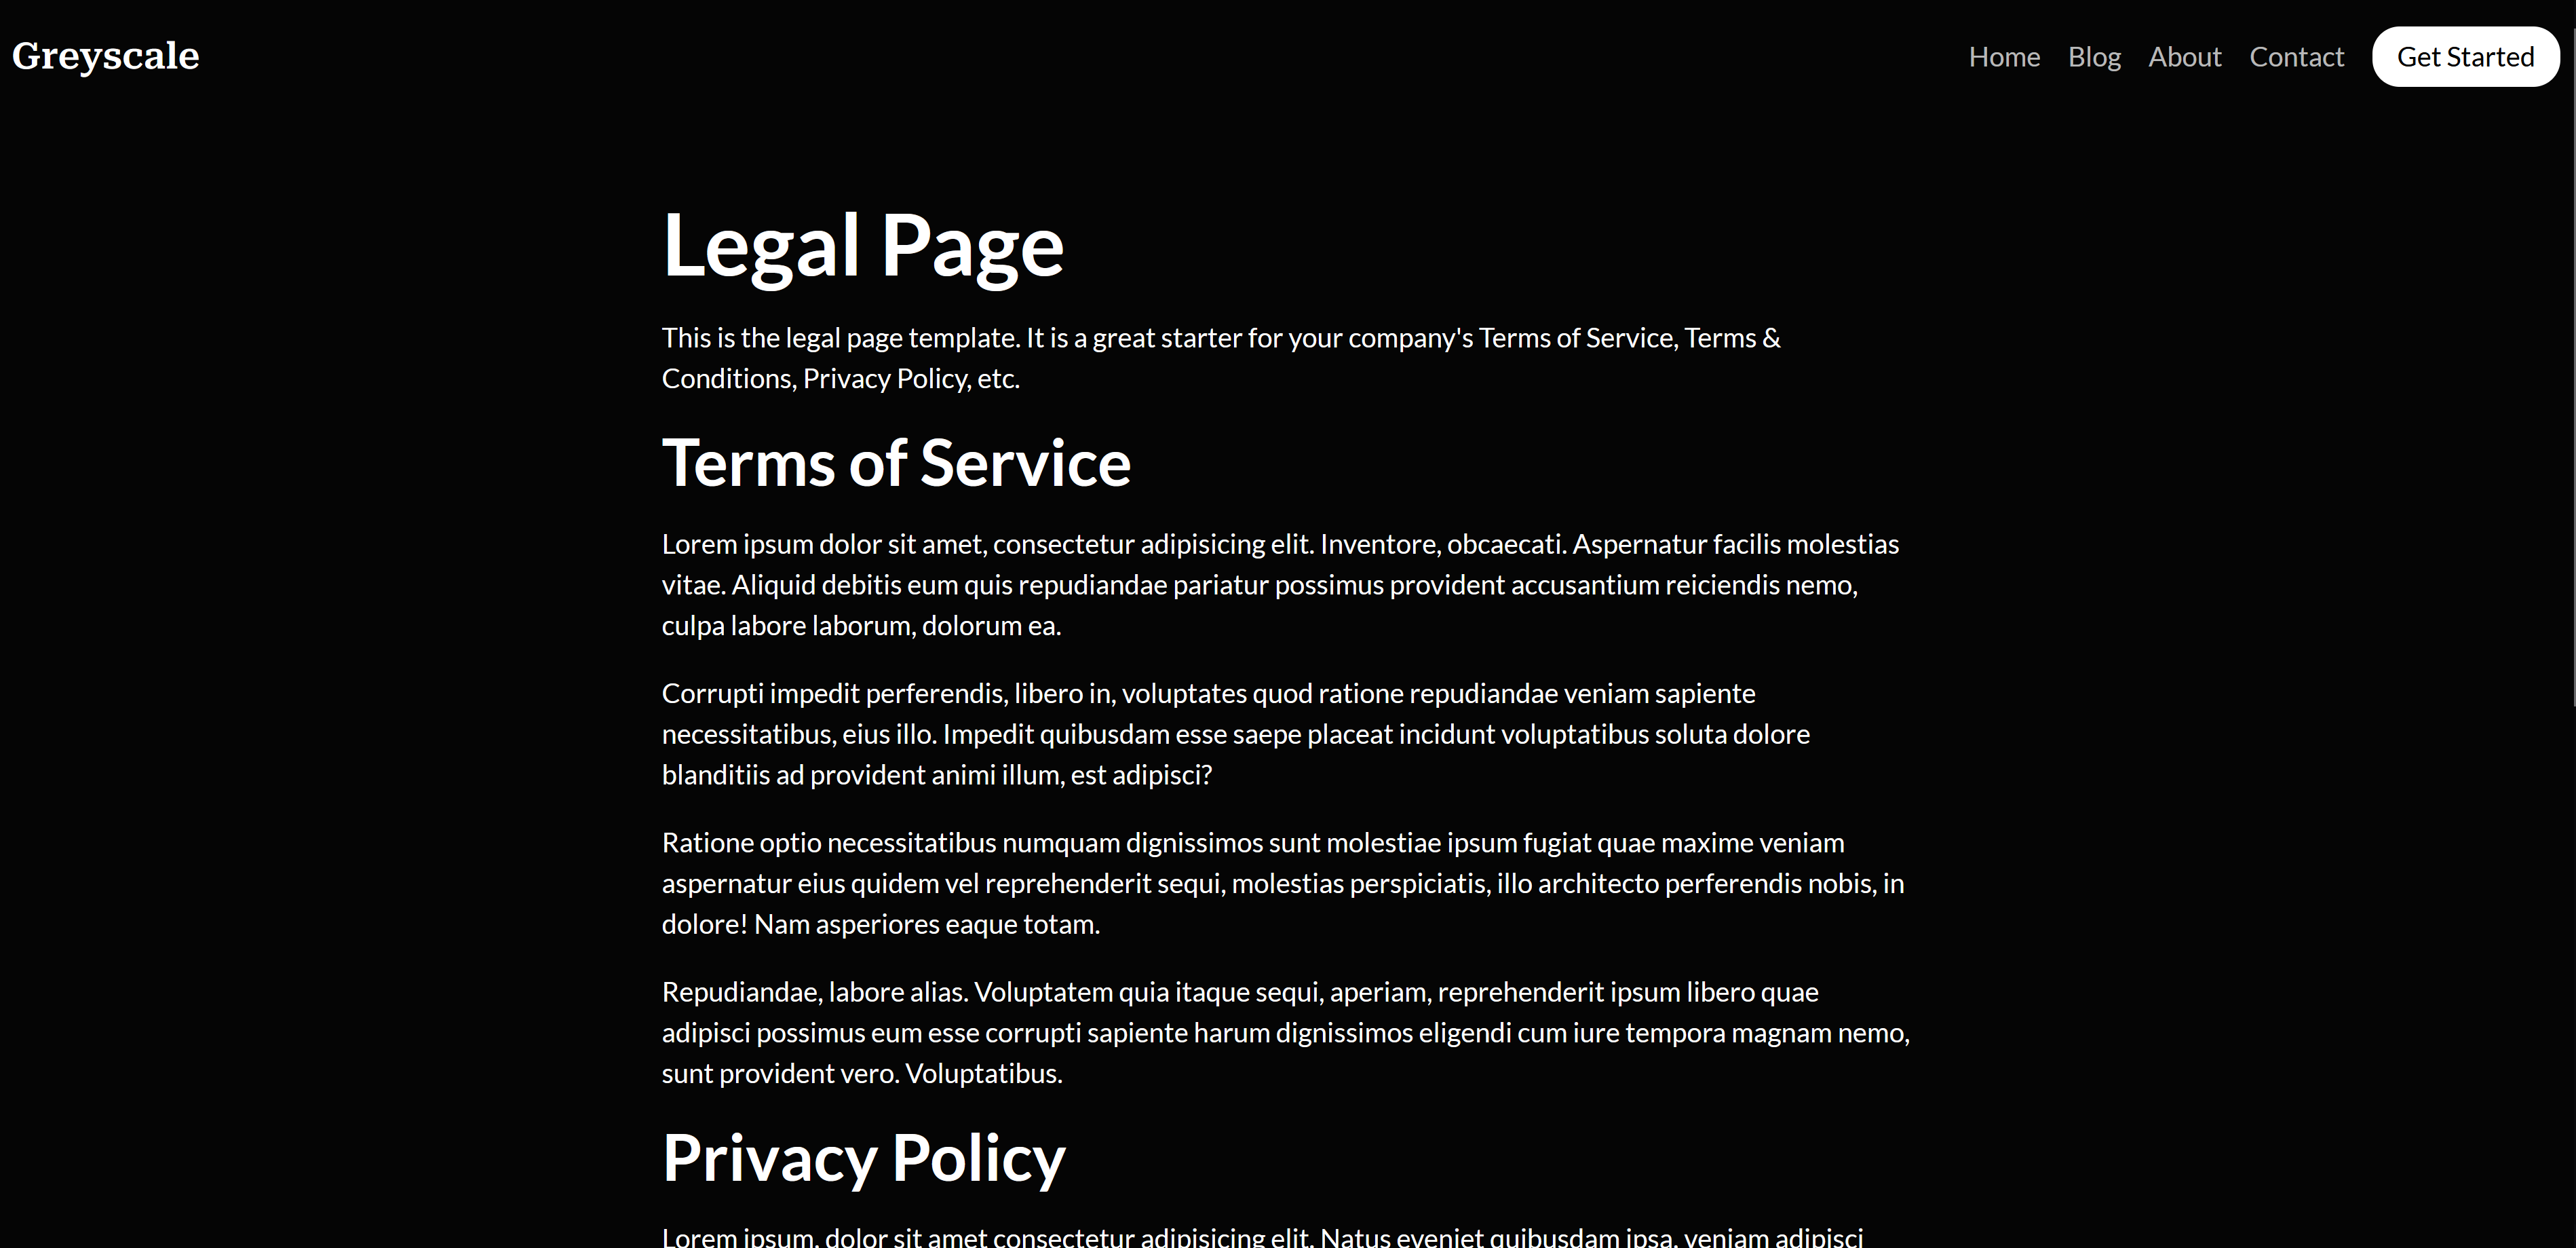 Greyscale
Home Blog About Contact Get Started
Legal Page
This is the legal page template. It is a great starter for your company's Terms of Service, Terms &
Conditions, Privacy Policy, etc.
Terms of Service
Lorem ipsum dolor sit amet, consectetur adipisicing elit. Inventore, obcaecati. Aspernatur facilis molestias
vitae. Aliquid debitis eum quis repudiandae pariatur possimus provident accusantium reiciendis nemo,
culpa labore laborum, dolorum ea.
Corrupti impedit perferendis, libero in, voluptates quod ratione repudiandae veniam sapiente
necessitatibus, eius illo. Impedit quibusdam esse saepe placeat incidunt voluptatibus soluta dolore
blanditiis ad provident animi illum, est adipisci?
Ratione optio necessitatibus numquam dignissimos sunt molestiae ipsum fugiat quae maxime veniam
aspernatur eius quidem vel reprehenderit sequi, molestias perspiciatis, illo architecto perferendis nobis, in
dolore! Nam asperiores eaque totam.
Repudiandae, labore alias. Voluptatem quia itaque sequi, aperiam, reprehenderit ipsum libero quae
adipisci possimus eum esse corrupti sapiente harum dignissimos eligendi cum iure tempora magnam nemo,
sunt provident vero. Voluptatibus.
Privacy Policy
Lorem ipsum, dolor sit amet consectetur adipisicing elit. Natus eveniet quibusdam ipsa, veniam adipisci